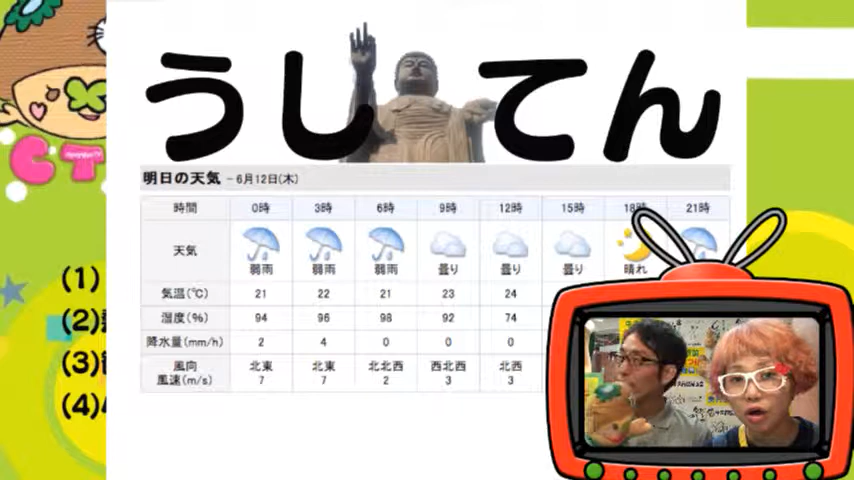 うしてん
明日の天気 － 6月12日(木)
時間 0時 3時 6時 9時 12時 15時 18時 21時
天気 弱雨 弱雨 弱雨 曇り 曇り 曇り 晴れ
気温(℃) 21 22 21 23 24
湿度(%) 94 96 98 92 74
降水量(mm/h) 2 4 0 0 0
風向 北東 北東 北北西 西北西 北西
風速(m/s) 7 7 2 3 3
CT
(1)
(2)
(3)
(4)